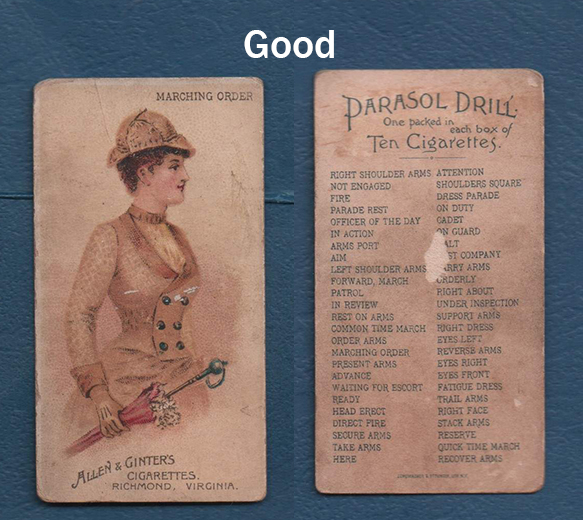 Good
MARCHING ORDER
ALLEN & GINTER'S
CIGARETTES,
RICHMOND, VIRGINIA.
PARASOL DRILL.
One packed in
each box of
Ten Cigarettes.
RIGHT SHOULDER ARMS
NOT ENGAGED
FIRE
PARADE REST
OFFICER OF THE DAY
IN ACTION
ARMS PORT
AIM
LEFT SHOULDER ARMS
FORWARD, MARCH
PATROL
IN REVIEW
REST ON ARMS
COMMON TIME MARCH
ORDER ARMS
MARCHING ORDER
PRESENT ARMS
ADVANCE
WAITING FOR ESCORT
READY
HEAD ERECT
DIRECT FIRE
SECURE ARMS
TAKE ARMS
HERE
ATTENTION
SHOULDERS SQUARE
DRESS PARADE
ON DUTY
CADET
ON GUARD
ALT
ST COMPANY
ARRY ARMS
ORDERLY
RIGHT ABOUT
UNDER INSPECTION
SUPPORT ARMS
RIGHT DRESS
EYES LEFT
REVERSE ARMS
EYES RIGHT
EYES FRONT
FATIGUE DRESS
TRAIL ARMS
RIGHT FACE
STACK ARMS
RESERVE
QUICK TIME MARCH
RECOVER ARMS